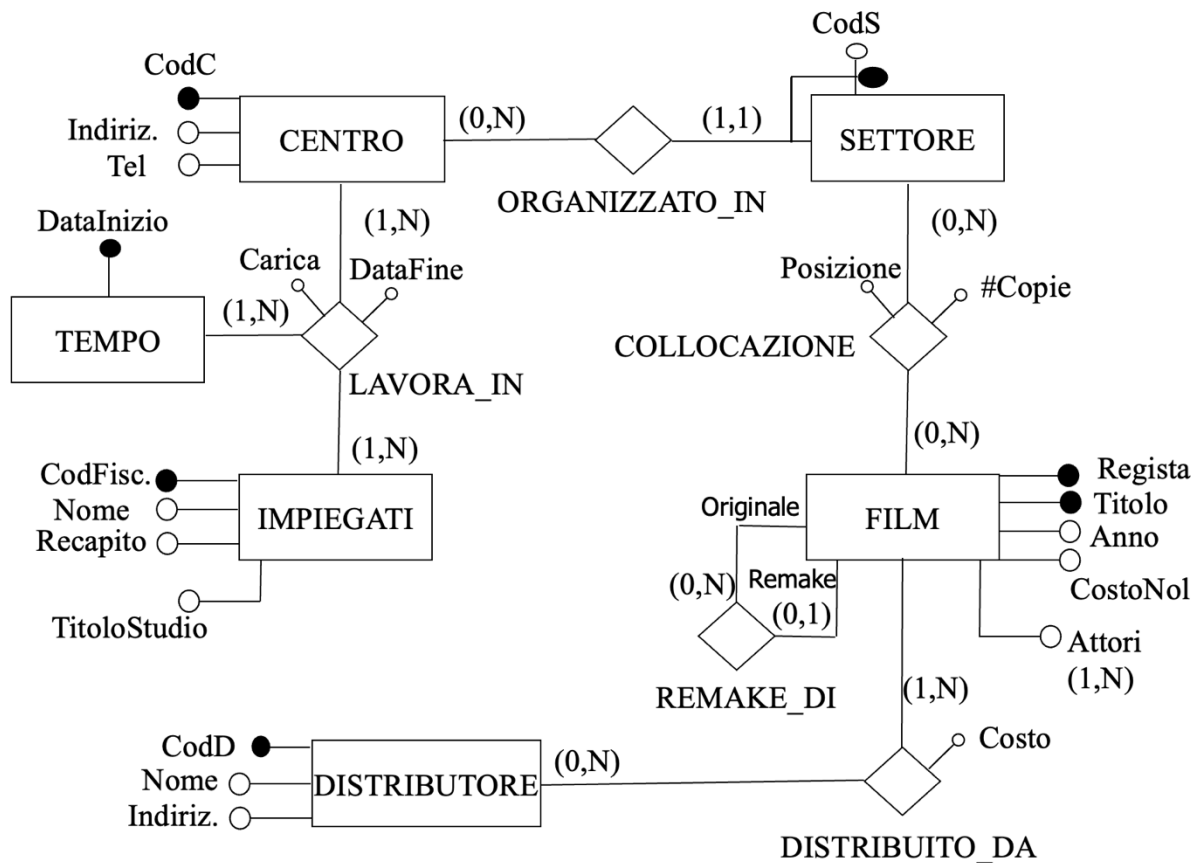 CodS
CodC
Indiriz.
Tel
CENTRO
(0,N)
(1,1)
SETTORE
ORGANIZZATO_IN
DataInizio
(1,N)
(0,N)
Carica
DataFine
Posizione
#Copie
TEMPO
(1,N)
COLLOCAZIONE
LAVORA_IN
(1,N)
(0,N)
CodFisc.
Nome
Recapito
IMPIEGATI
TitoloStudio
Originale
FILM
Regista
Titolo
Anno
CostoNol
Remake
(0,N)
(0,1)
Attori
(1,N)
REMAKE_DI
(1,N)
CodD
Nome
Indiriz.
DISTRIBUTORE
(0,N)
Costo
DISTRIBUITO_DA